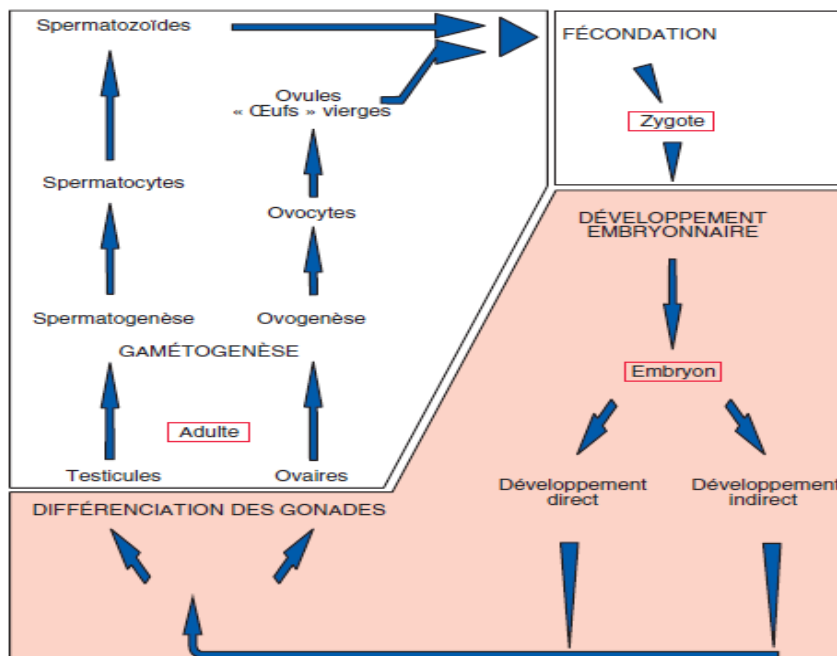 Spermatozoïdes
Ovules
« Œufs » vierges
Spermatocytes
Ovocytes
Spermatogenèse
Ovogenèse
GAMÉTOGENÈSE
Adulte
Testicules
Ovaires
FÉCONDATION
Zygote
DÉVELOPPEMENT
EMBRYONNAIRE
Embryon
Développement
direct
Développement
indirect
DIFFÉRENCIATION DES GONADES